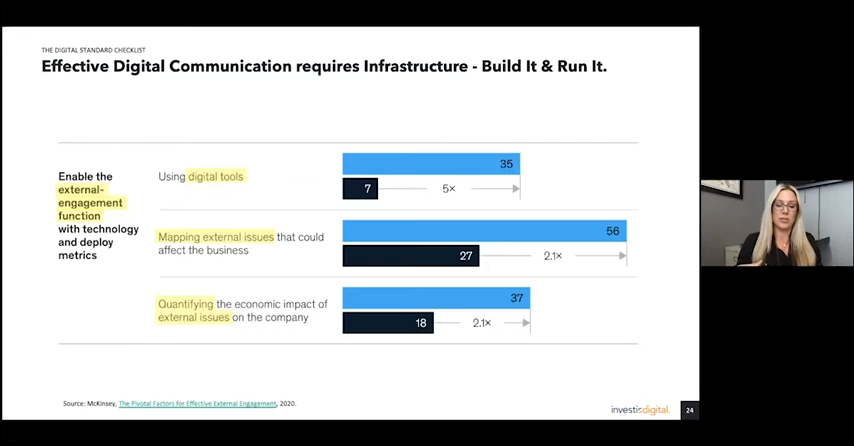 THE DIGITAL STANDARD CHECKLIST
Effective Digital Communication requires Infrastructure - Build It & Run It.
Enable the
external-
engagement
function
with technology
and deploy
metrics
Using digital tools
35
7
5×
Mapping external issues that could
affect the business
56
27
2.1×
Quantifying the economic impact of
external issues on the company
37
18
2.1×
Source: McKinsey, The Pivotal Factors for Effective External Engagement, 2020.
investisdigital.
24